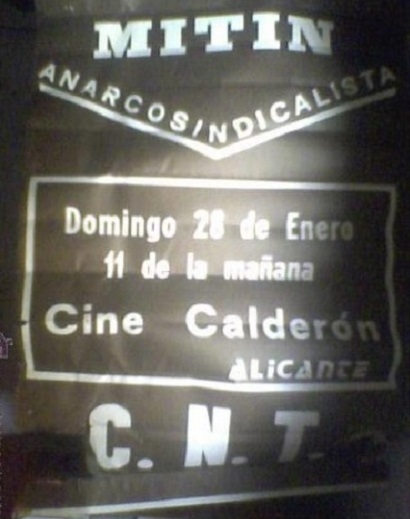 MITIN
ANARCOSINDICALISTA
Domingo 28 de Enero
11 de la mañana
Cine Calderón
ALiCANTE
C. N. T.